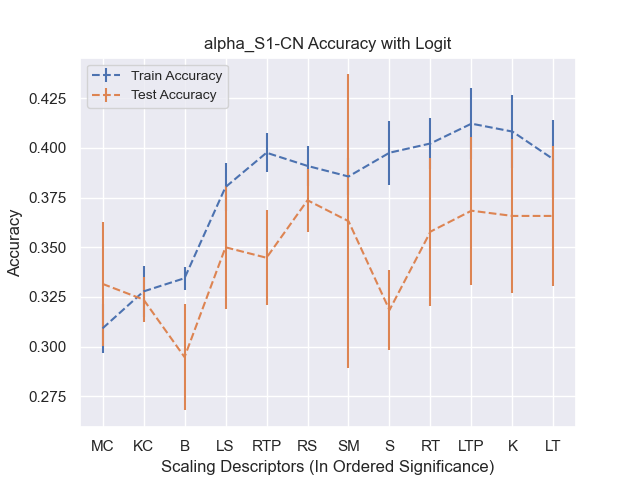 alpha_S1-CN Accuracy with Logit
Train Accuracy
Test Accuracy
0.425
0.400
0.375
0.350
0.325
0.300
0.275
Accuracy
MC KC B LS RTP RS SM S RT LTP K LT
Scaling Descriptors (In Ordered Significance)